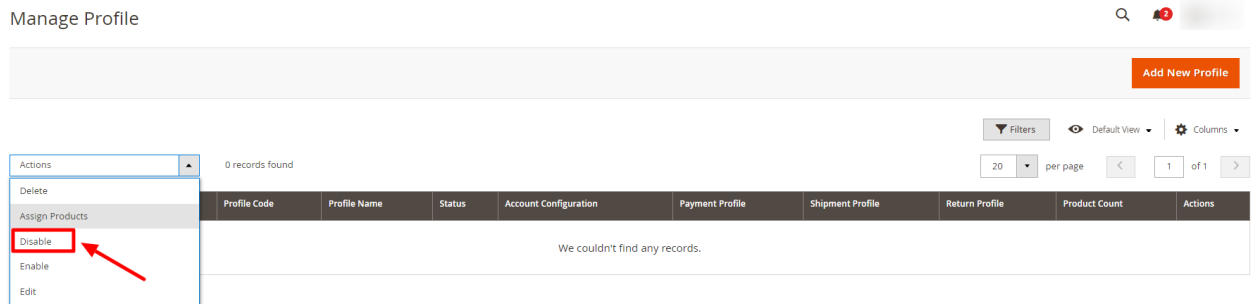 Manage Profile
2
Add New Profile
Filters
Default View
Columns
Actions
0 records found
20
per page
1
of 1
Delete
Assign Products
Disable
Enable
Edit
Profile Code Profile Name Status Account Configuration Payment Profile Shipment Profile Return Profile Product Count Actions
We couldn't find any records.